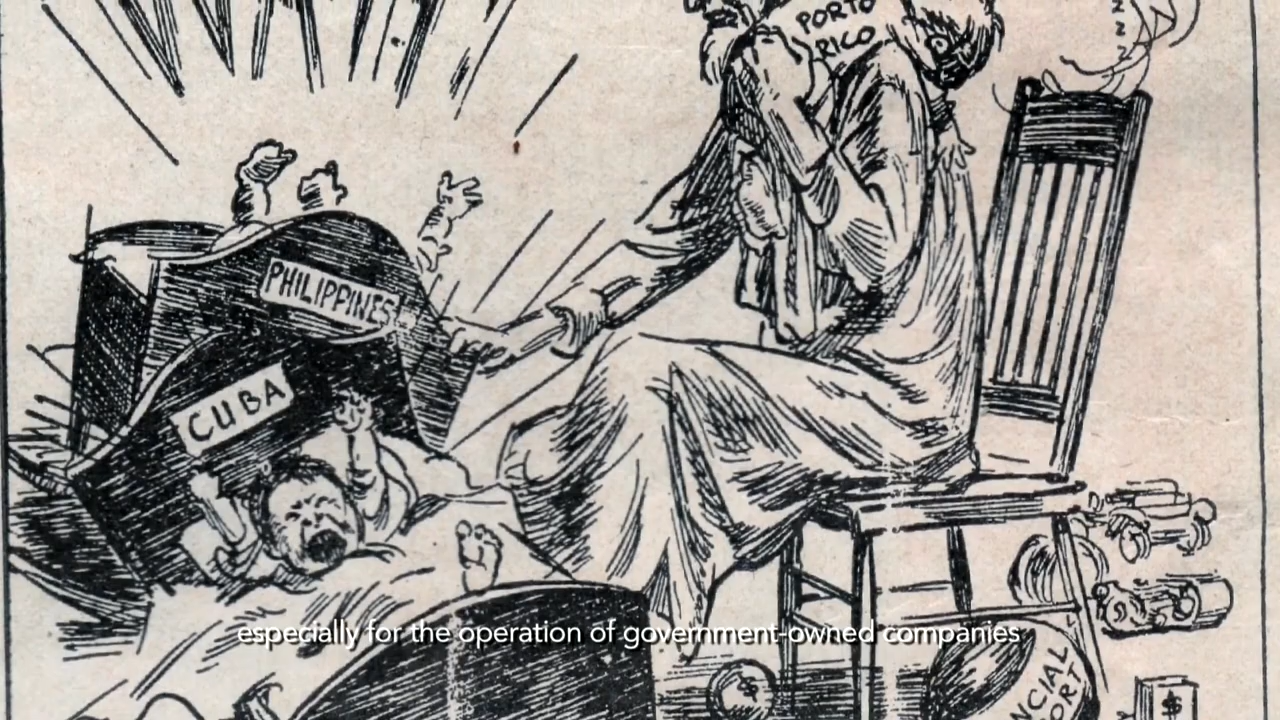 PORTO
RICO
z
z
z
PHILIPPINES
CUBA
especially for the operation of government-owned companies
$
$